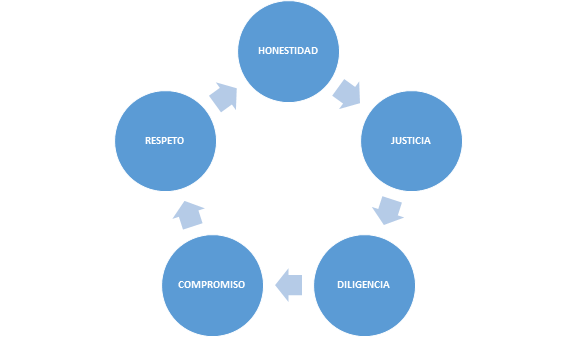 HONESTIDAD
JUSTICIA
DILIGENCIA
COMPROMISO
RESPETO